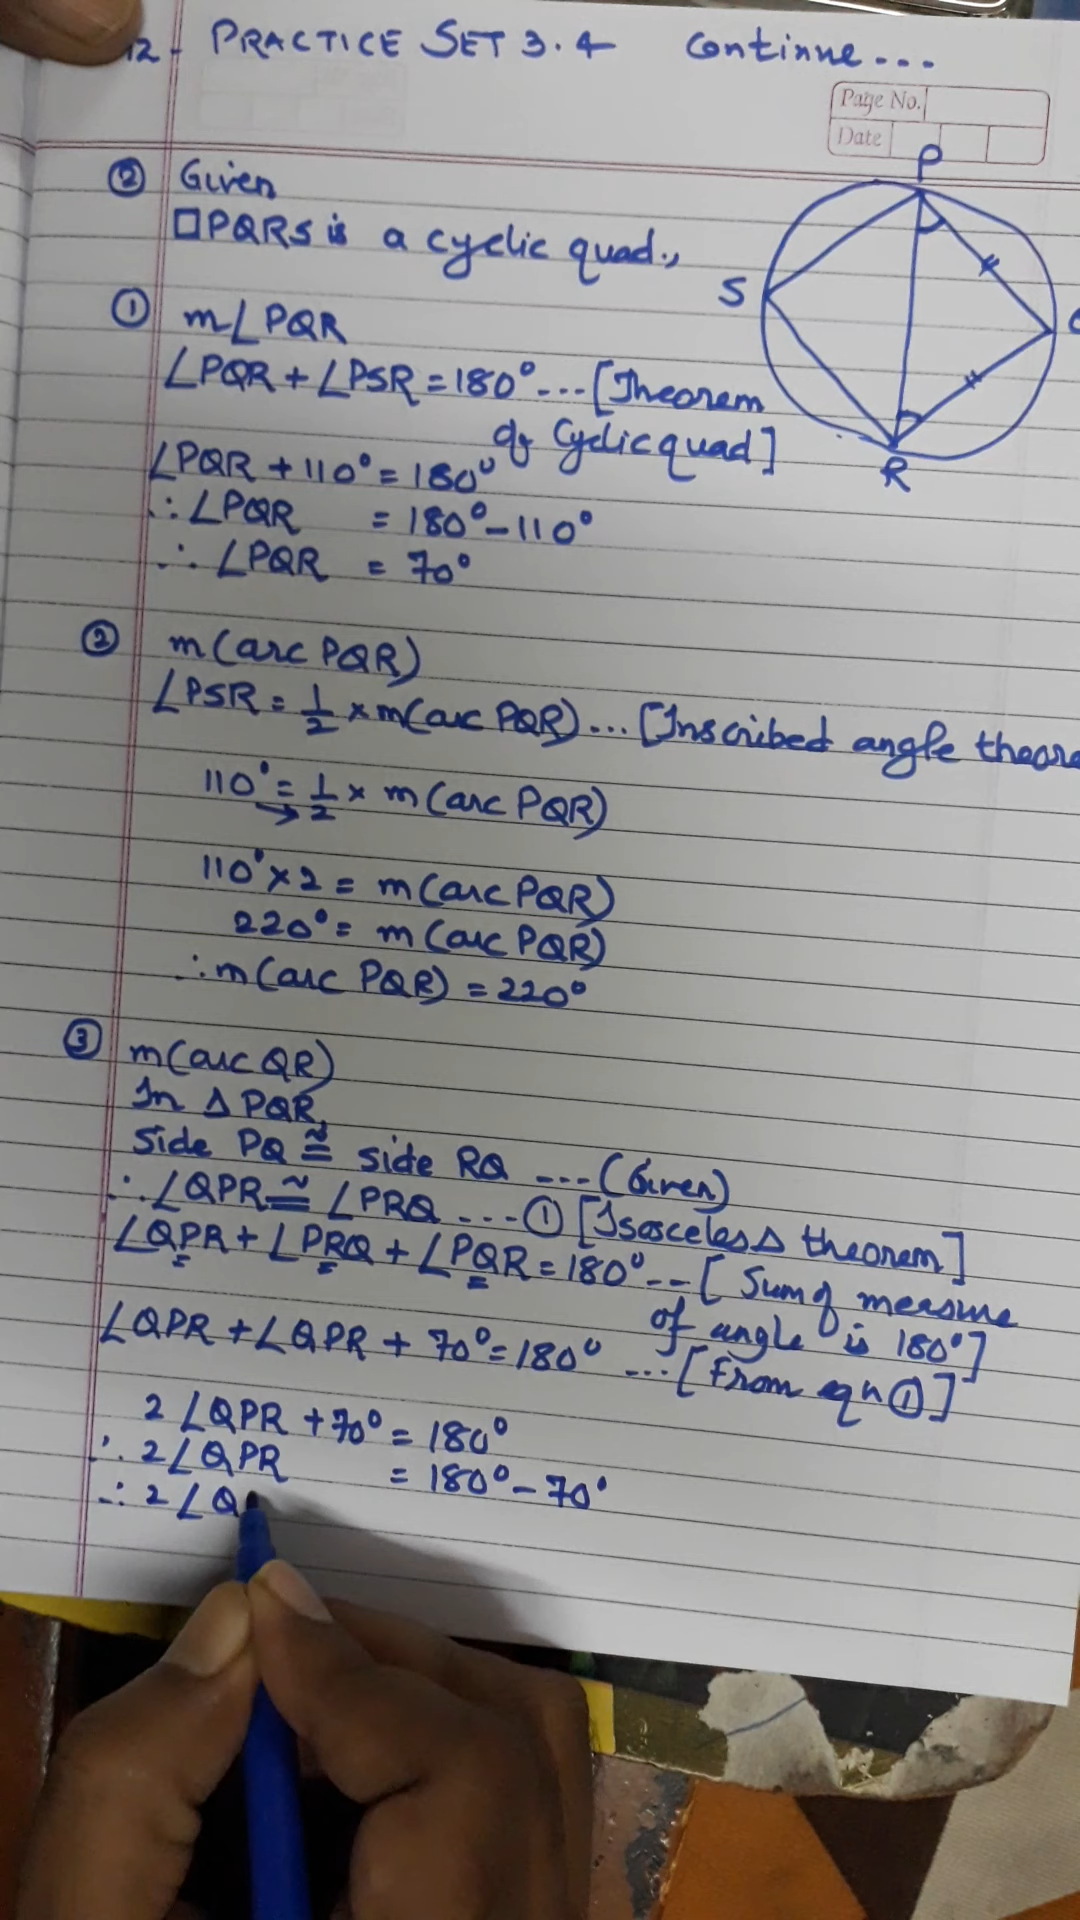 12 - PRACTICE SET 3.4 Continue...
Page No.
Date
② Given
□PQRS is a cyclic quad.,
P
S
R
① m∠PQR
∠PQR + ∠PSR = 180° ... [Theorem
of Cyclic quad]
∠PQR + 110° = 180°
∴ ∠PQR = 180° - 110°
∴ ∠PQR = 70°
② m(arc PQR)
∠PSR = 1/2 × m(arc PQR) ... [Inscribed angle theore
110° = 1/2 × m(arc PQR)
110° × 2 = m(arc PQR)
220° = m(arc PQR)
∴ m(arc PQR) = 220°
③ m(arc QR)
In △ PQR,
Side PQ ≅ side RQ ... (Given)
∴ ∠QPR ≅ ∠PRQ ... ① [Isosceless△ theorem]
∠QPR + ∠PRQ + ∠PQR = 180° -- [Sum of measure
of angle is 180°]
∠QPR + ∠QPR + 70° = 180° ... [From eqn ①]
2 ∠QPR + 70° = 180°
∴ 2 ∠QPR = 180° - 70°
∴ 2 ∠Q